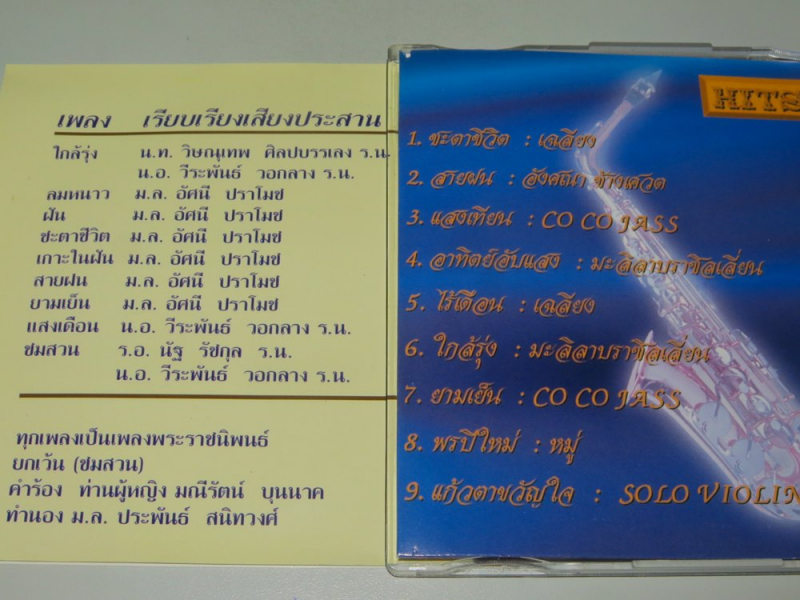 เพลง เรียบเรียงเสียงประสาน
ใกล้รุ่ง น.ท. วิษณุเทพ ศิลปบรรเลง ร.น.
น.อ. วีระพันธ์ วอกลาง ร.น.
ลมหนาว ม.ล. อัศนี ปราโมช
ฝัน ม.ล. อัศนี ปราโมช
ชะตาชีวิต ม.ล. อัศนี ปราโมช
เกาะในฝัน ม.ล. อัศนี ปราโมช
สายฝน ม.ล. อัศนี ปราโมช
ยามเย็น ม.ล. อัศนี ปราโมช
แสงเดือน น.อ. วีระพันธ์ วอกลาง ร.น.
ชมสวน ร.อ. นัฐ รัชกุล ร.น.
น.อ. วีระพันธ์ วอกลาง ร.น.
ทุกเพลงเป็นเพลงพระราชนิพนธ์
ยกเว้น (ชมสวน)
คำร้อง ท่านผู้หญิง มณีรัตน์ บุนนาค
ทำนอง ม.ล. ประพันธ์ สนิทวงศ์
HITS
1. ชะตาชีวิต : เฉลียง
2. สายฝน : อังคณา ช้างเศวต
3. แสงเทียน : CO CO JASS
4. อาทิตย์อับแสง : มะลิลาบราซิลเลี่ยน
5. ไร้เดือน : เฉลียง
6. ใกล้รุ่ง : มะลิลาบราซิลเลี่ยน
7. ยามเย็น : CO CO JASS
8. พรปีใหม่ : หมู่
9. แก้วตาขวัญใจ : SOLO VIOLIN